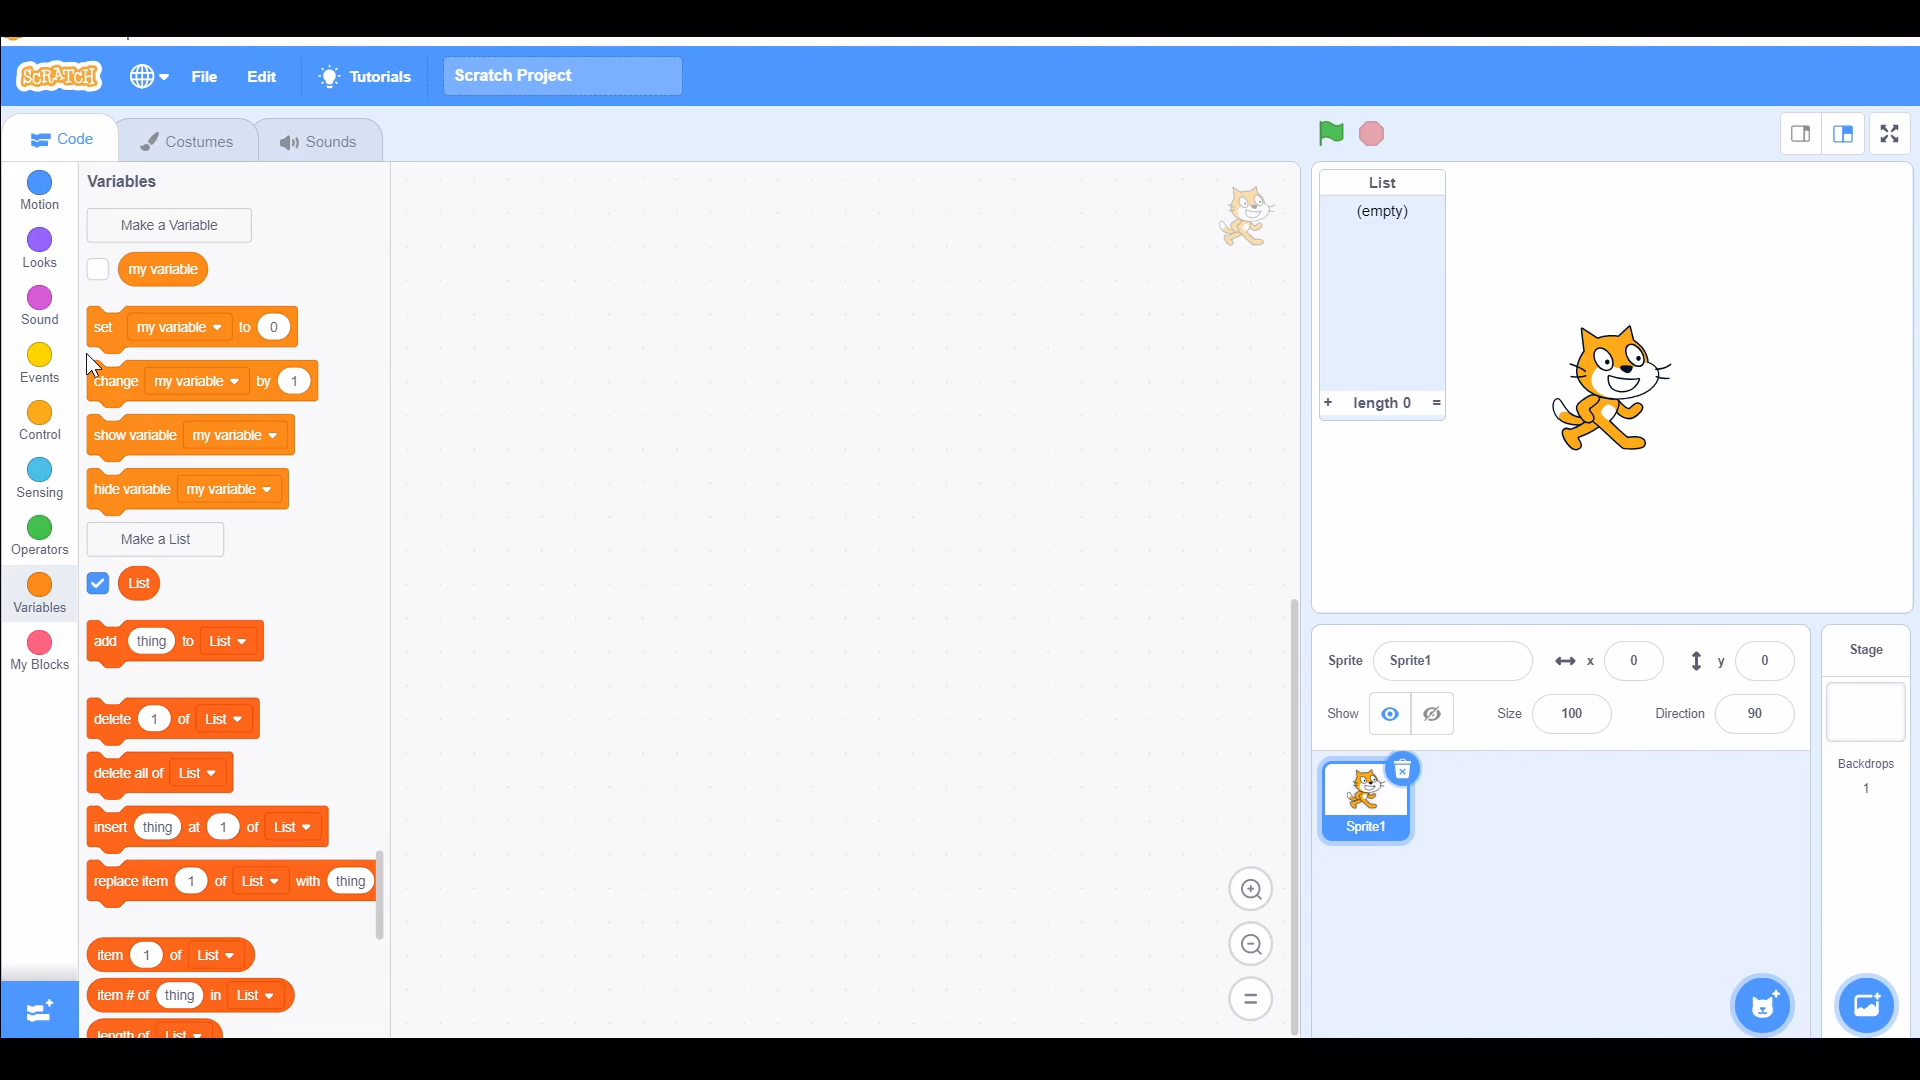 SCRATCH File Edit Tutorials Scratch Project
Code Costumes Sounds
Motion
Looks
Sound
Events
Control
Sensing
Operators
Variables
My Blocks
Variables
Make a Variable
my variable
set my variable to 0
change my variable by 1
show variable my variable
hide variable my variable
Make a List
List
add thing to List
delete 1 of List
delete all of List
insert thing at 1 of List
replace item 1 of List with thing
item 1 of List
item # of thing in List
length of List
List
(empty)
+ length 0 =
Sprite Sprite1 x 0 y 0
Show Size 100 Direction 90
Sprite1
Stage
Backdrops
1